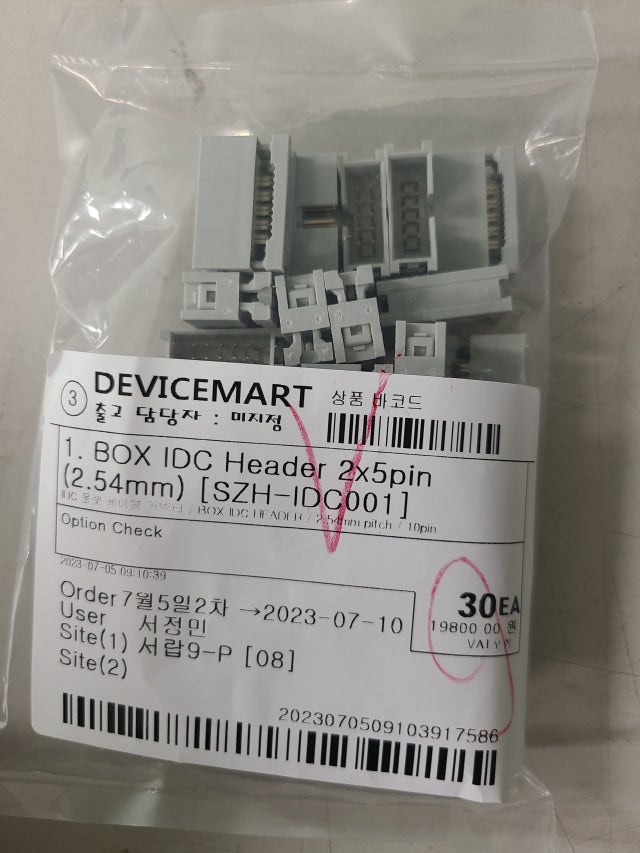 ③ DEVICEMART 상품 바코드
출고 담당자 : 미지정
1. BOX IDC Header 2x5pin
(2.54mm) [SZH-IDC001]
IDC / BOX IDC HEADER / 2.54mm pitch / 10pin
Option Check
2023-07-05 09:10:39
Order 7월5일2차 →2023-07-10
30EA
User 서정민
19800.00 원
Site(1) 서랍9-P [08]
VAT
Site(2)
2023070509103917586